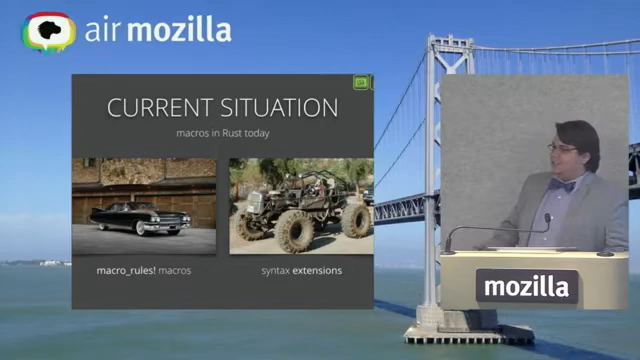 air mozilla
CURRENT SITUATION
macros in Rust today
macro_rules! macros
syntax extensions
mozilla